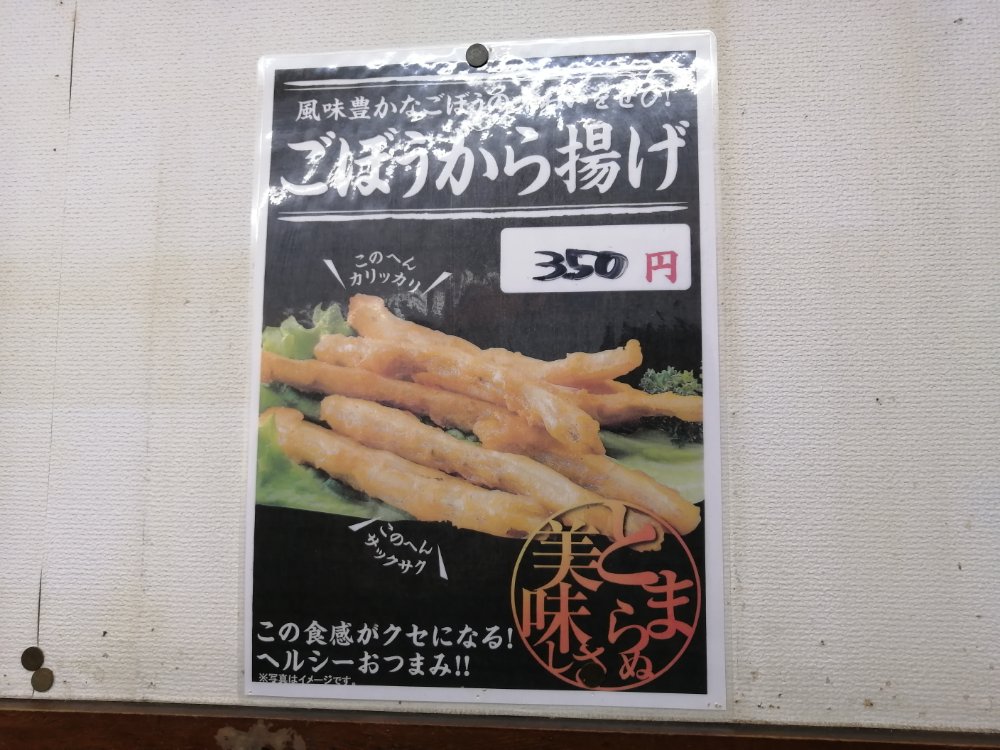 風味豊かなごぼうの をぜひ!
ごぼうから揚げ
350円
このへん
カリッカリ
このへん
サックサク
とまらぬ
美味しさ
この食感がクセになる!
ヘルシーおつまみ!!
※写真はイメージです。